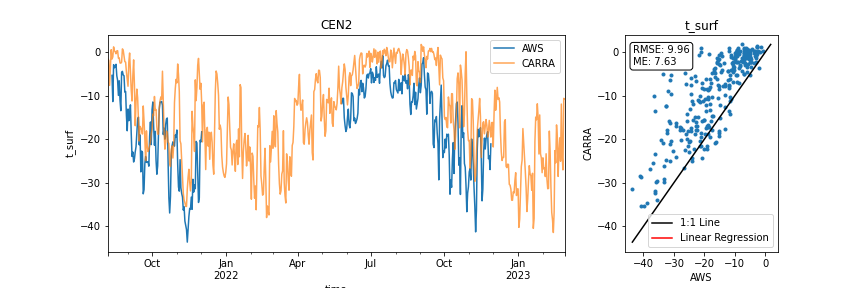 CEN2
t_surf
0
−10
−20
−30
−40
t_surf
AWS
CARRA
Oct
Jan
2022
Apr
Jul
Oct
Jan
2023
time
0
−10
−20
−30
−40
CARRA
RMSE: 9.96
ME: 7.63
1:1 Line
Linear Regression
−40
−30
−20
−10
0
AWS